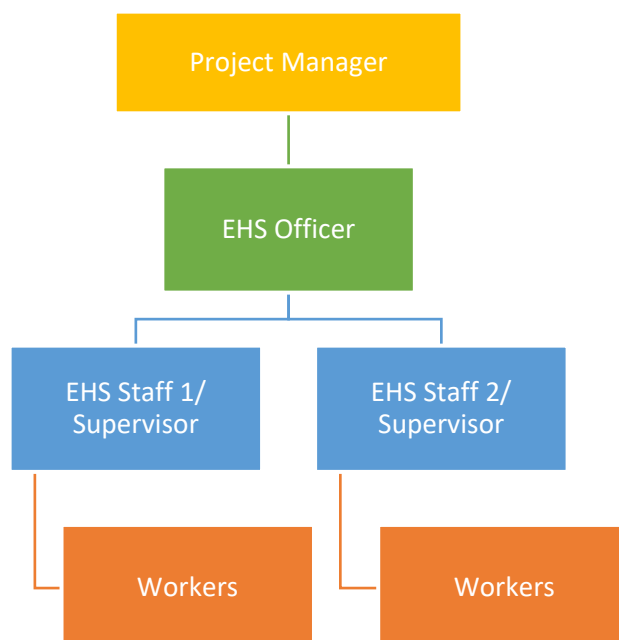 Project Manager
EHS Officer
EHS Staff 1/
Supervisor
EHS Staff 2/
Supervisor
Workers
Workers